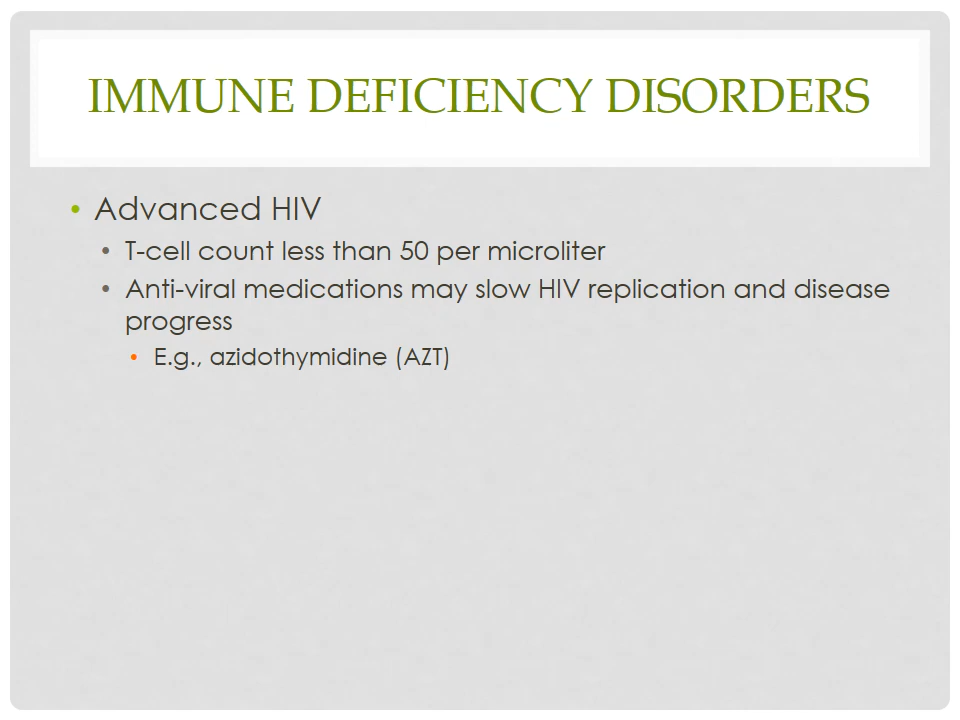 IMMUNE DEFICIENCY DISORDERS
• Advanced HIV
• T-cell count less than 50 per microliter
• Anti-viral medications may slow HIV replication and disease
progress
• E.g., azidothymidine (AZT)